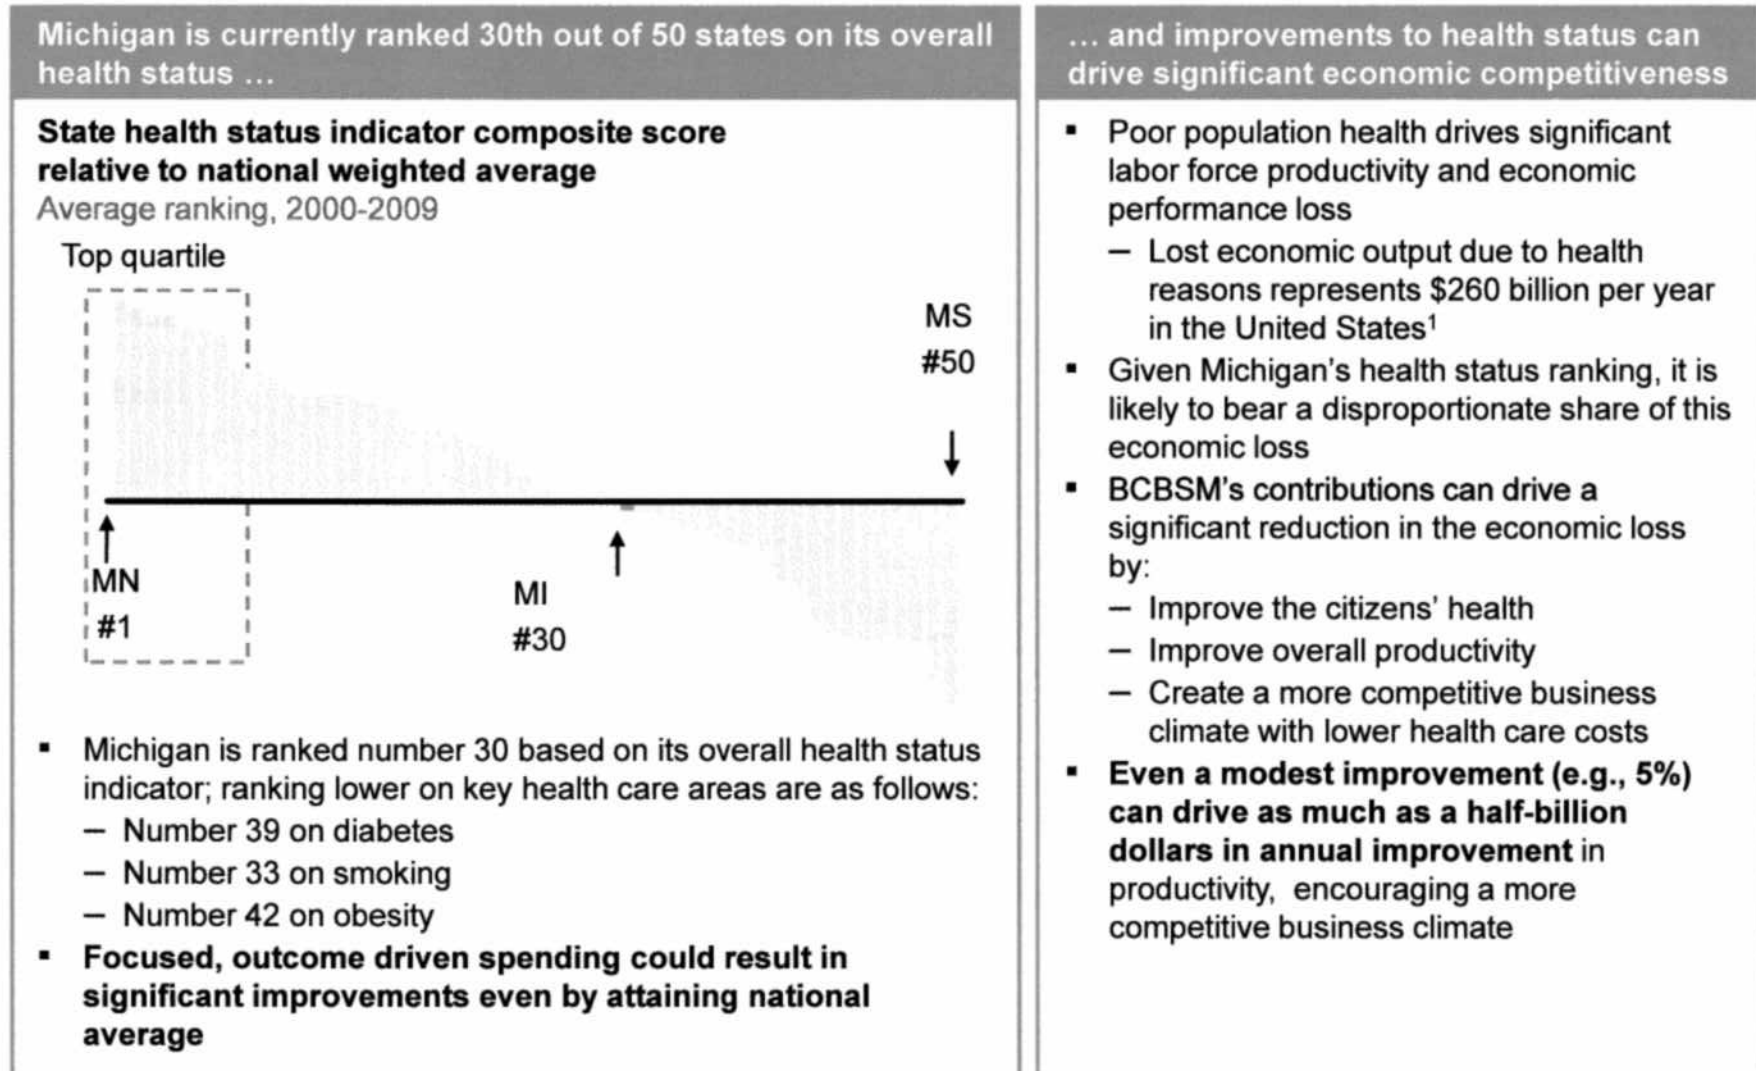 Michigan is currently ranked 30th out of 50 states on its overall
health status ...
State health status indicator composite score
relative to national weighted average
Average ranking, 2000-2009
Top quartile
MS
#50
MN
#1
MI
#30
▪ Michigan is ranked number 30 based on its overall health status
indicator; ranking lower on key health care areas are as follows:
– Number 39 on diabetes
– Number 33 on smoking
– Number 42 on obesity
▪ Focused, outcome driven spending could result in
significant improvements even by attaining national
average
... and improvements to health status can
drive significant economic competitiveness
▪ Poor population health drives significant
labor force productivity and economic
performance loss
– Lost economic output due to health
reasons represents $260 billion per year
in the United States¹
▪ Given Michigan's health status ranking, it is
likely to bear a disproportionate share of this
economic loss
▪ BCBSM's contributions can drive a
significant reduction in the economic loss
by:
– Improve the citizens' health
– Improve overall productivity
– Create a more competitive business
climate with lower health care costs
▪ Even a modest improvement (e.g., 5%)
can drive as much as a half-billion
dollars in annual improvement in
productivity, encouraging a more
competitive business climate